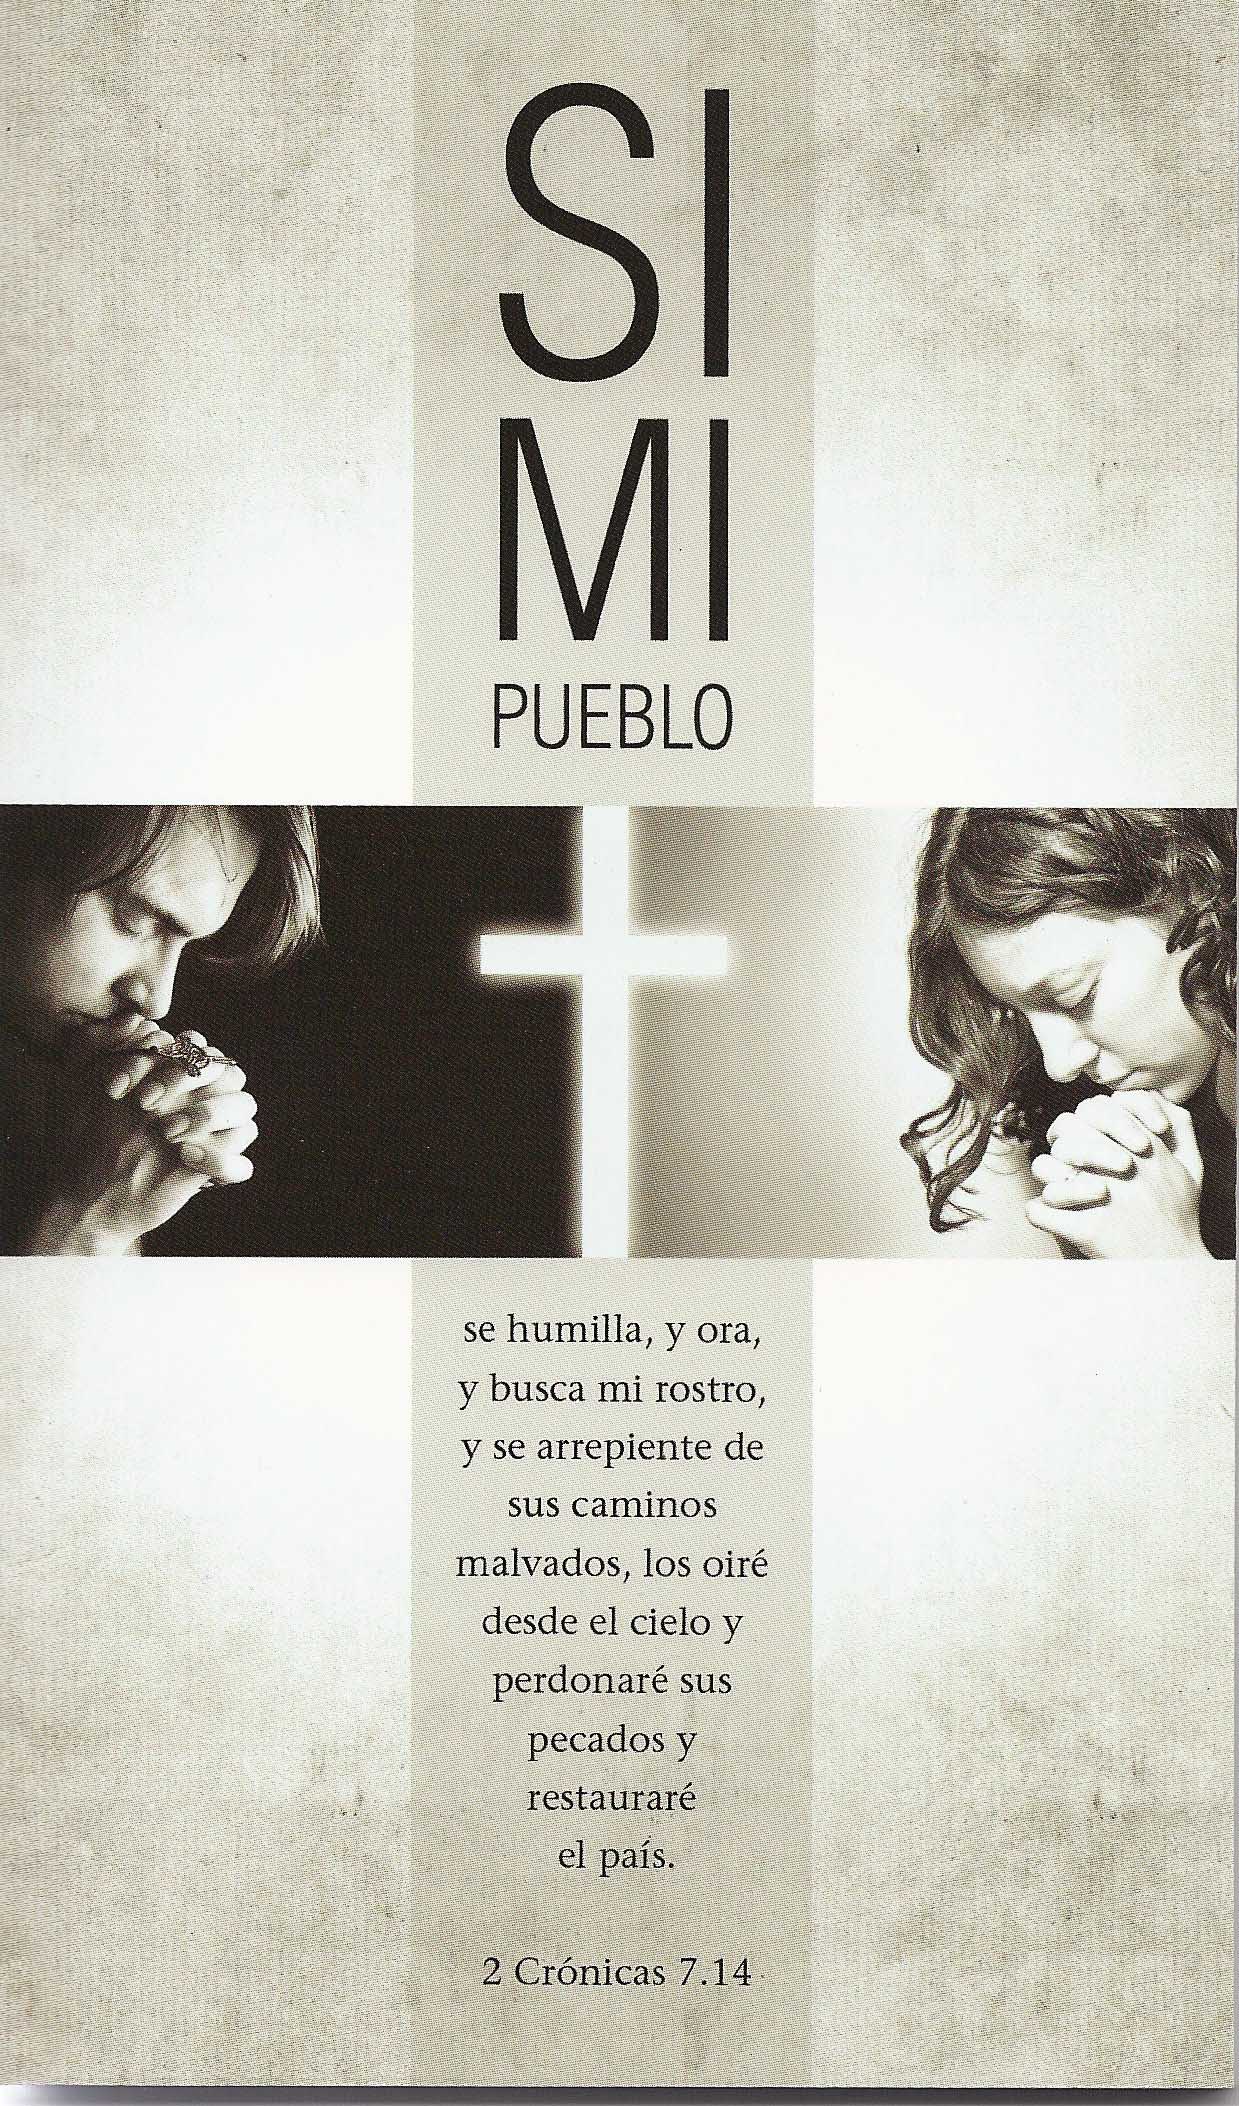 SI
MI
PUEBLO
se humilla, y ora,
y busca mi rostro,
y se arrepiente de
sus caminos
malvados, los oiré
desde el cielo y
perdonaré sus
pecados y
restauraré
el país.
2 Crónicas 7.14